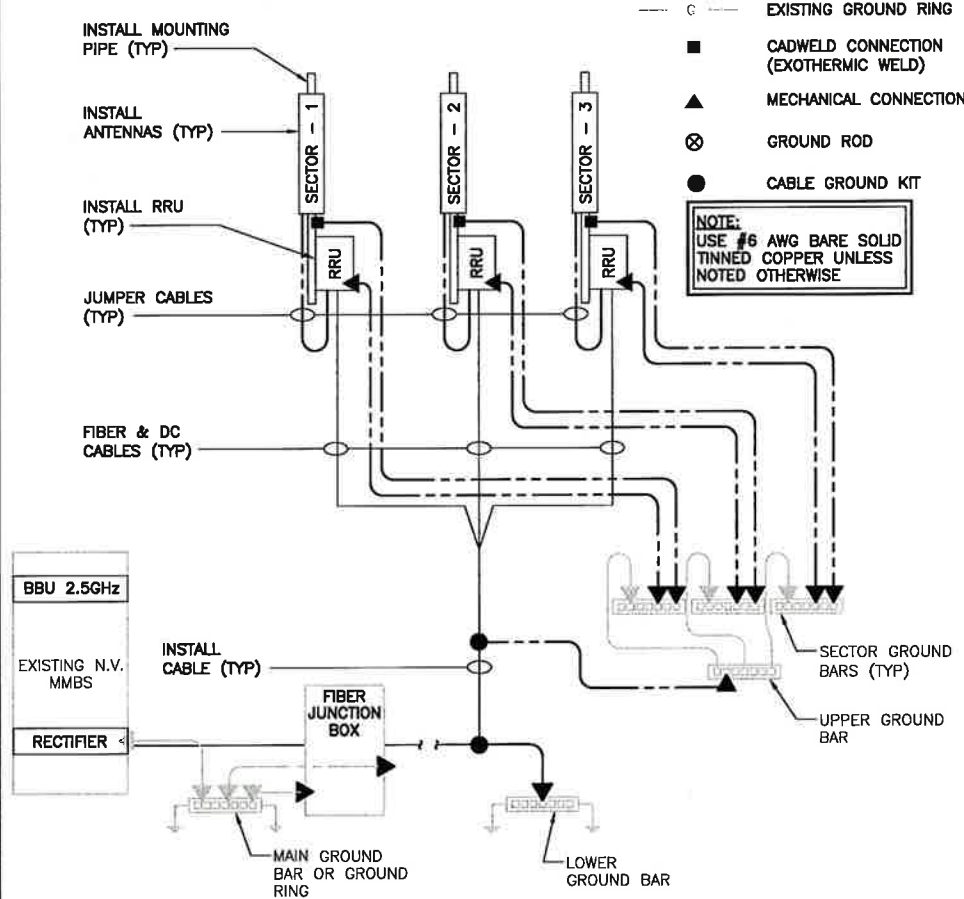 G
EXISTING GROUND RING
CADWELD CONNECTION
(EXOTHERMIC WELD)
MECHANICAL CONNECTION
GROUND ROD
CABLE GROUND KIT
NOTE:
USE #6 AWG BARE SOLID
TINNED COPPER UNLESS
NOTED OTHERWISE
INSTALL MOUNTING
PIPE (TYP)
INSTALL
ANTENNAS (TYP)
INSTALL RRU
(TYP)
JUMPER CABLES
(TYP)
FIBER & DC
CABLES (TYP)
SECTOR - 1
SECTOR - 2
SECTOR - 3
RRU
RRU
RRU
BBU 2.5GHz
EXISTING N.V.
MMBS
RECTIFIER
INSTALL
CABLE (TYP)
FIBER
JUNCTION
BOX
SECTOR GROUND
BARS (TYP)
UPPER GROUND
BAR
MAIN GROUND
BAR OR GROUND
RING
LOWER
GROUND BAR